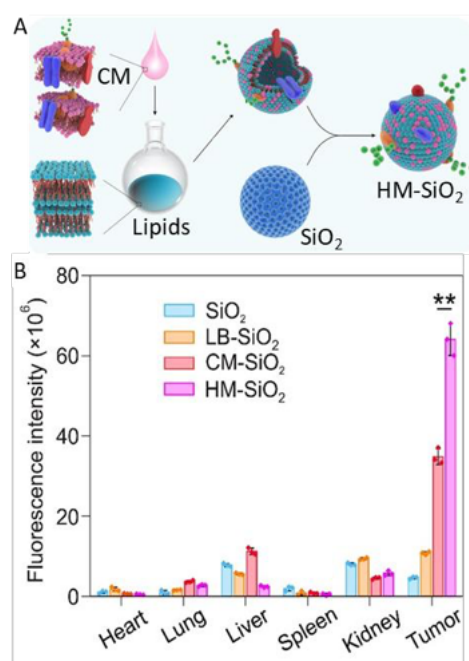 A
CM
Lipids
SiO₂
HM-SiO₂
B
Fluorescence intensity (×10⁶)
80
60
40
20
0
SiO₂
LB-SiO₂
CM-SiO₂
HM-SiO₂
**
Heart
Lung
Liver
Spleen
Kidney
Tumor